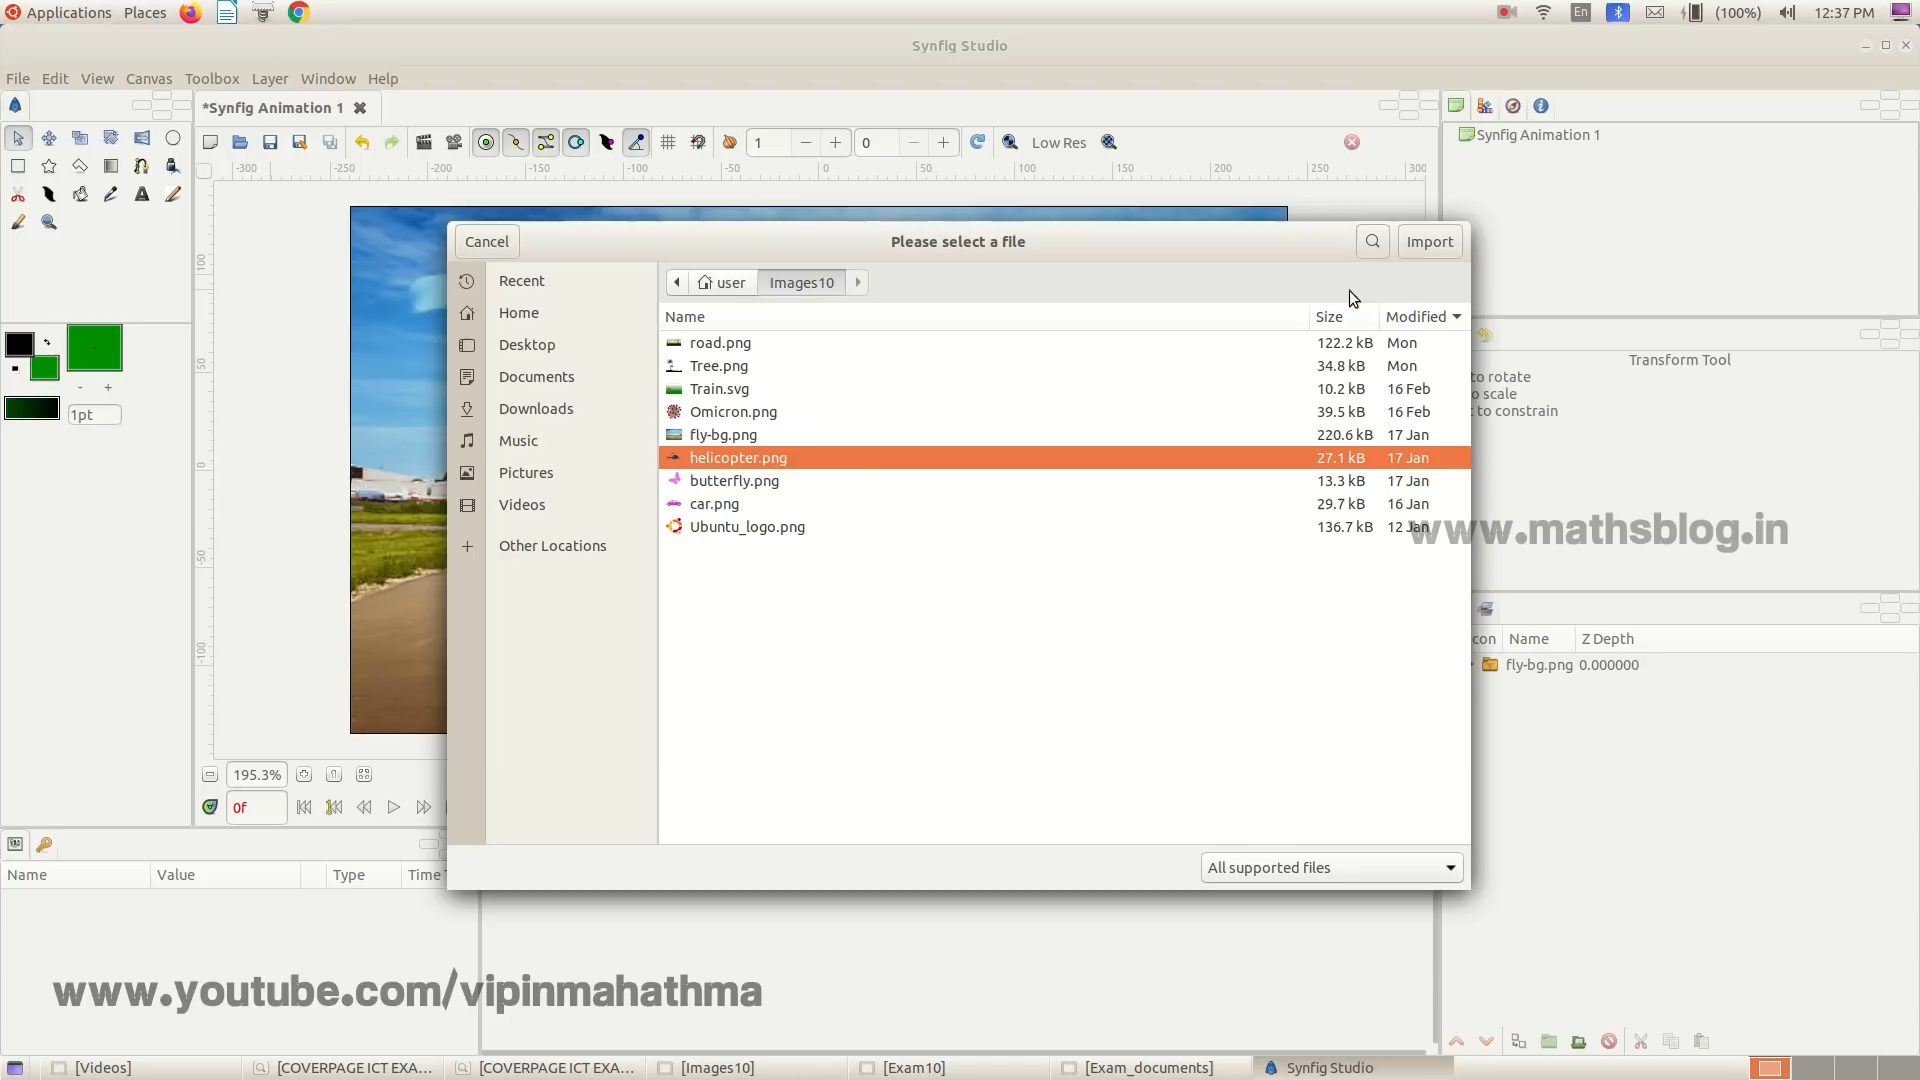 Applications Places En (100%) 12:37 PM
Synfig Studio
File Edit View Canvas Toolbox Layer Window Help
*Synfig Animation 1
1 0 Low Res
-300 -250 -200 -150 -100 -50 0 50 100 150 200 250 300
Synfig Animation 1
Cancel Please select a file Import
Recent
Home
Desktop
Documents
Downloads
Music
Pictures
Videos
Other Locations
user Images10
Name Size Modified
road.png 122.2 kB Mon
Tree.png 34.8 kB Mon
Train.svg 10.2 kB 16 Feb
Omicron.png 39.5 kB 16 Feb
fly-bg.png 220.6 kB 17 Jan
helicopter.png 27.1 kB 17 Jan
butterfly.png 13.3 kB 17 Jan
car.png 29.7 kB 16 Jan
Ubuntu_logo.png 136.7 kB 12 Jan
All supported files
100
50
0
-50
-100
- +
1pt
Transform Tool
to rotate
o scale
t to constrain
www.mathsblog.in
con Name Z Depth
fly-bg.png 0.000000
195.3%
0f
Name Value Type Time T
www.youtube.com/vipinmahathma
[Videos] [COVERPAGE ICT EXA... [COVERPAGE ICT EXA... [Images10] [Exam10] [Exam_documents] Synfig Studio